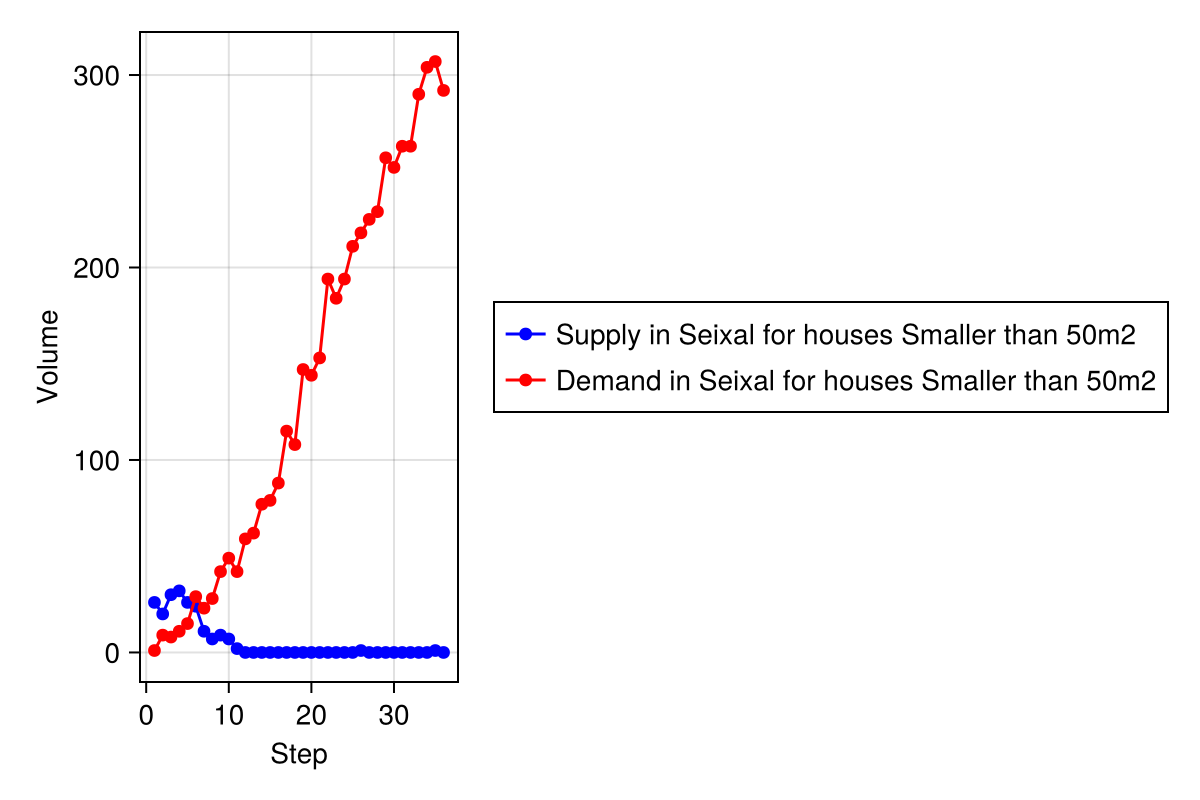 300
200
100
0
Volume
0 10 20 30
Step
Supply in Seixal for houses Smaller than 50m2
Demand in Seixal for houses Smaller than 50m2